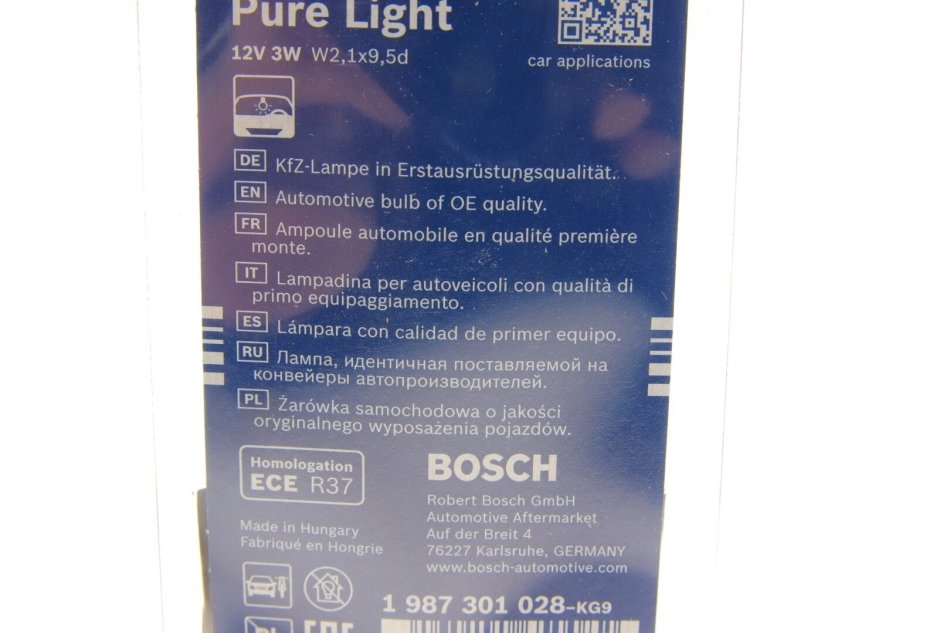 Pure Light
12V 3W W2,1x9,5d
car applications
DE KfZ-Lampe in Erstausrüstungsqualität.
EN Automotive bulb of OE quality.
FR Ampoule automobile en qualité première
monte.
IT Lampadina per autoveicoli con qualità di
primo equipaggiamento.
ES Lámpara con calidad de primer equipo.
RU Лампа, идентичная поставляемой на
конвейеры автопроизводителей.
PL Żarówka samochodowa o jakości
oryginalnego wyposażenia pojazdów.
Homologation
ECE R37
Made in Hungary
Fabriqué en Hongrie
BOSCH
Robert Bosch GmbH
Automotive Aftermarket
Auf der Breit 4
76227 Karlsruhe, GERMANY
www.bosch-automotive.com
1 987 301 028-KG9